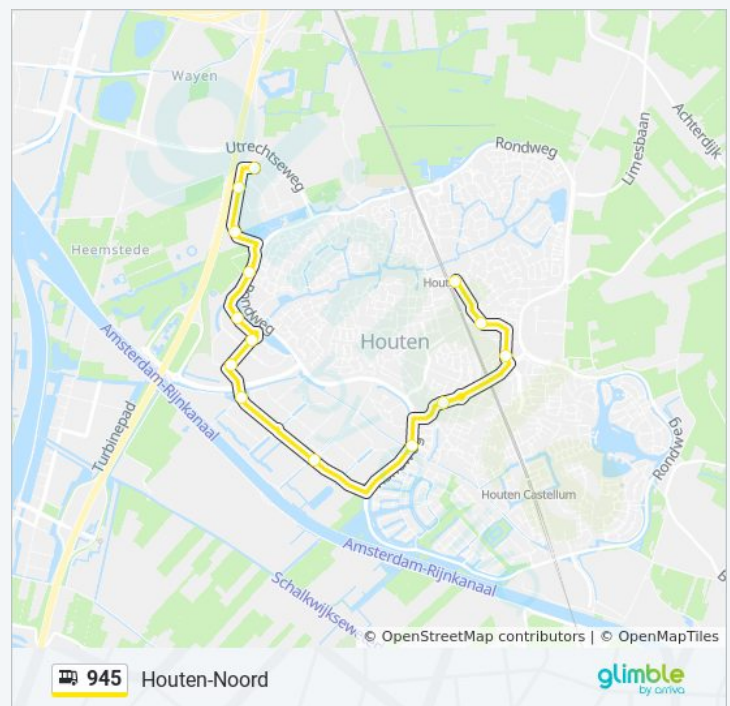 Wayen
Utrechtseweg
Rondweg
Limesbaan
Achterdijk
Heemstede
Houten
Amsterdam-Rijnkanaal
Turbinepad
Rondweg
Houten Castellum
Amsterdam-Rijnkanaal
© OpenStreetMap contributors | © OpenMapTiles
945 Houten-Noord
glimble
by arriva